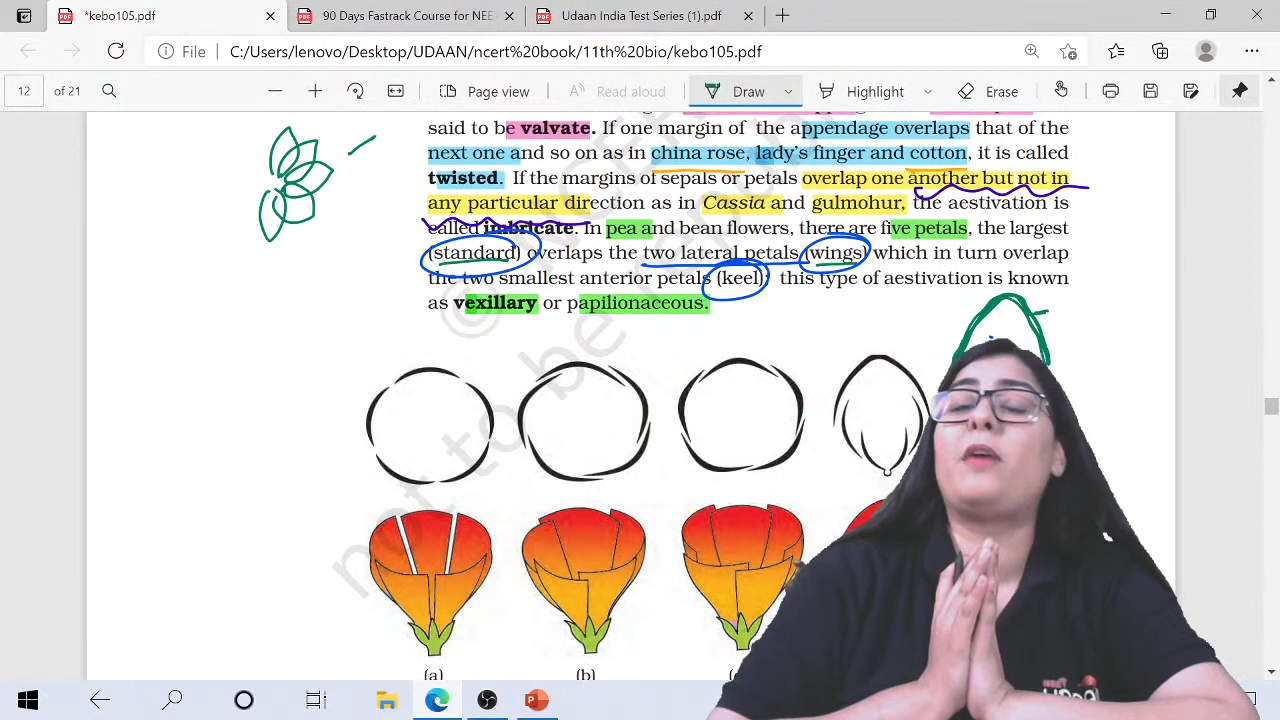 *kebo105.pdf
90 Days Fastrack Course for NEE
Udaan India Test Series (1).pdf
File C:/Users/lenovo/Desktop/UDAAN/ncert%20book/11th%20bio/kebo105.pdf
12 of 21 Page view Read aloud Draw Highlight Erase
said to be valvate. If one margin of the appendage overlaps that of the
next one and so on as in china rose, lady's finger and cotton, it is called
twisted. If the margins of sepals or petals overlap one another but not in
any particular direction as in Cassia and gulmohur, the aestivation is
called imbricate. In pea and bean flowers, there are five petals, the largest
(standard) overlaps the two lateral petals (wings) which in turn overlap
the two smallest anterior petals (keel); this type of aestivation is known
as vexillary or papilionaceous.
not to be
© NCER
(a) (b)